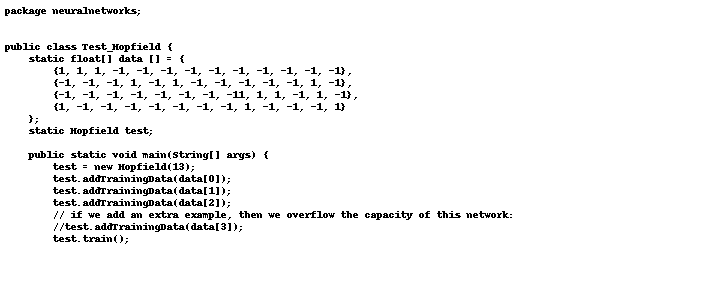 package neuralnetworks;
public class Test_Hopfield {
static float[] data [] = {
{1, 1, 1, -1, -1, -1, -1, -1, -1, -1, -1, -1, -1},
{-1, -1, -1, 1, -1, 1, -1, -1, -1, -1, -1, 1, -1},
{-1, -1, -1, -1, -1, -1, -1, -11, 1, 1, -1, 1, -1},
{1, -1, -1, -1, -1, -1, -1, -1, 1, -1, -1, -1, 1}
};
static Hopfield test;
public static void main(String[] args) {
test = new Hopfield(13);
test.addTrainingData(data[0]);
test.addTrainingData(data[1]);
test.addTrainingData(data[2]);
// if we add an extra example, then we overflow the capacity of this network:
//test.addTrainingData(data[3]);
test.train();